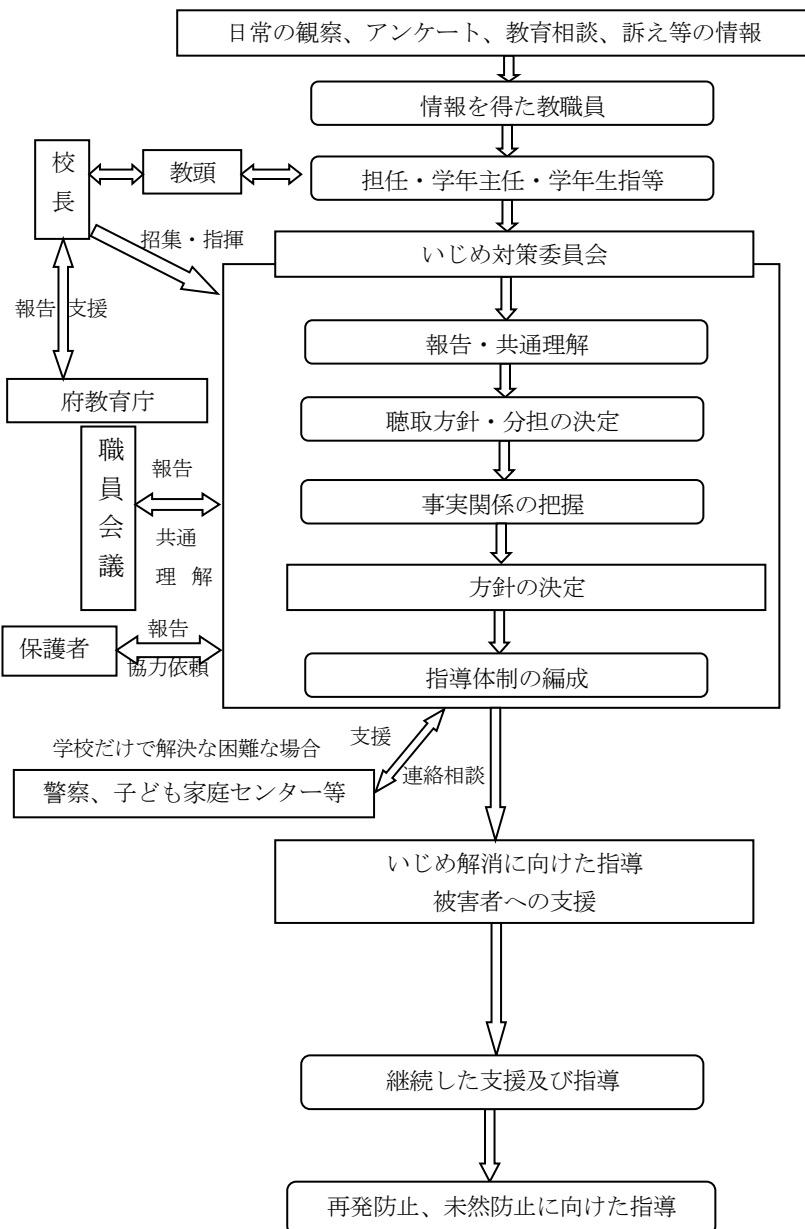 日常の観察、アンケート、教育相談、訴え等の情報
情報を得た教職員
校長
教頭
担任・学年主任・学年生指等
招集・指揮
いじめ対策委員会
報告 支援
報告・共通理解
府教育庁
聴取方針・分担の決定
職員会議
報告
共通
理 解
事実関係の把握
方針の決定
保護者
報告
協力依頼
指導体制の編成
学校だけで解決な困難な場合
支援
連絡相談
警察、子ども家庭センター等
いじめ解消に向けた指導
被害者への支援
継続した支援及び指導
再発防止、未然防止に向けた指導